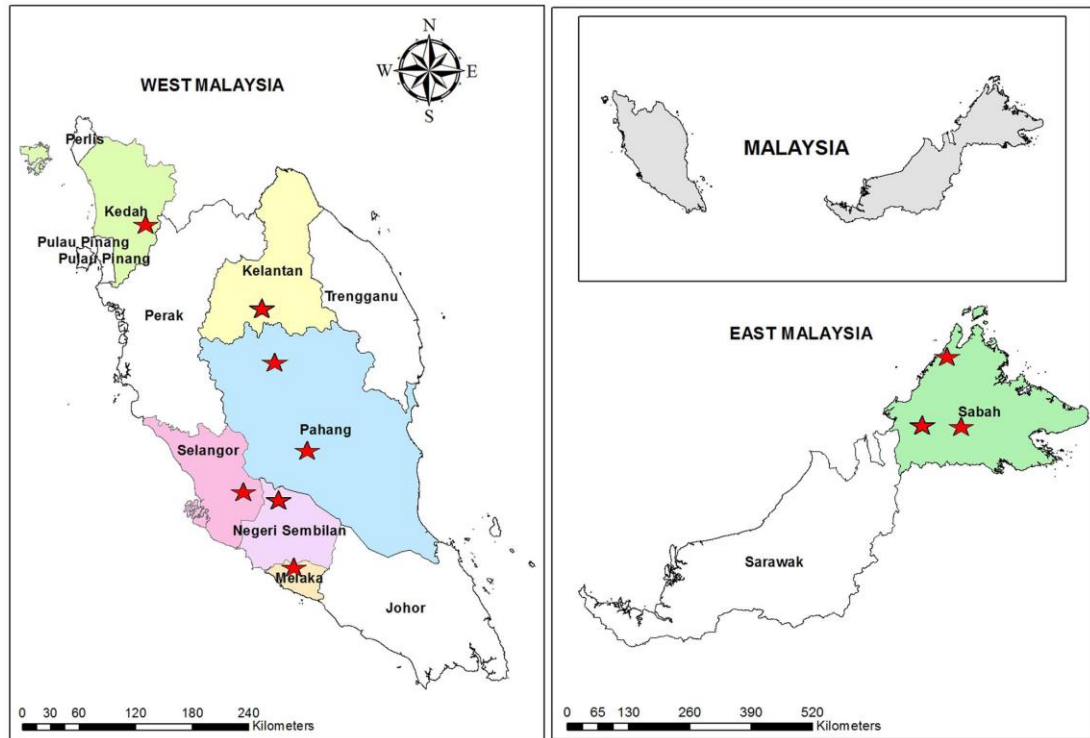 WEST MALAYSIA
N
W
E
S
Perlis
Kedah
Pulau Pinang
Pulau Pinang
Kelantan
Trengganu
Perak
Pahang
Selangor
Negeri Sembilan
Melaka
Johor
0 30 60 120 180 240
Kilometers
MALAYSIA
EAST MALAYSIA
Sabah
Sarawak
0 65 130 260 390 520
Kilometers